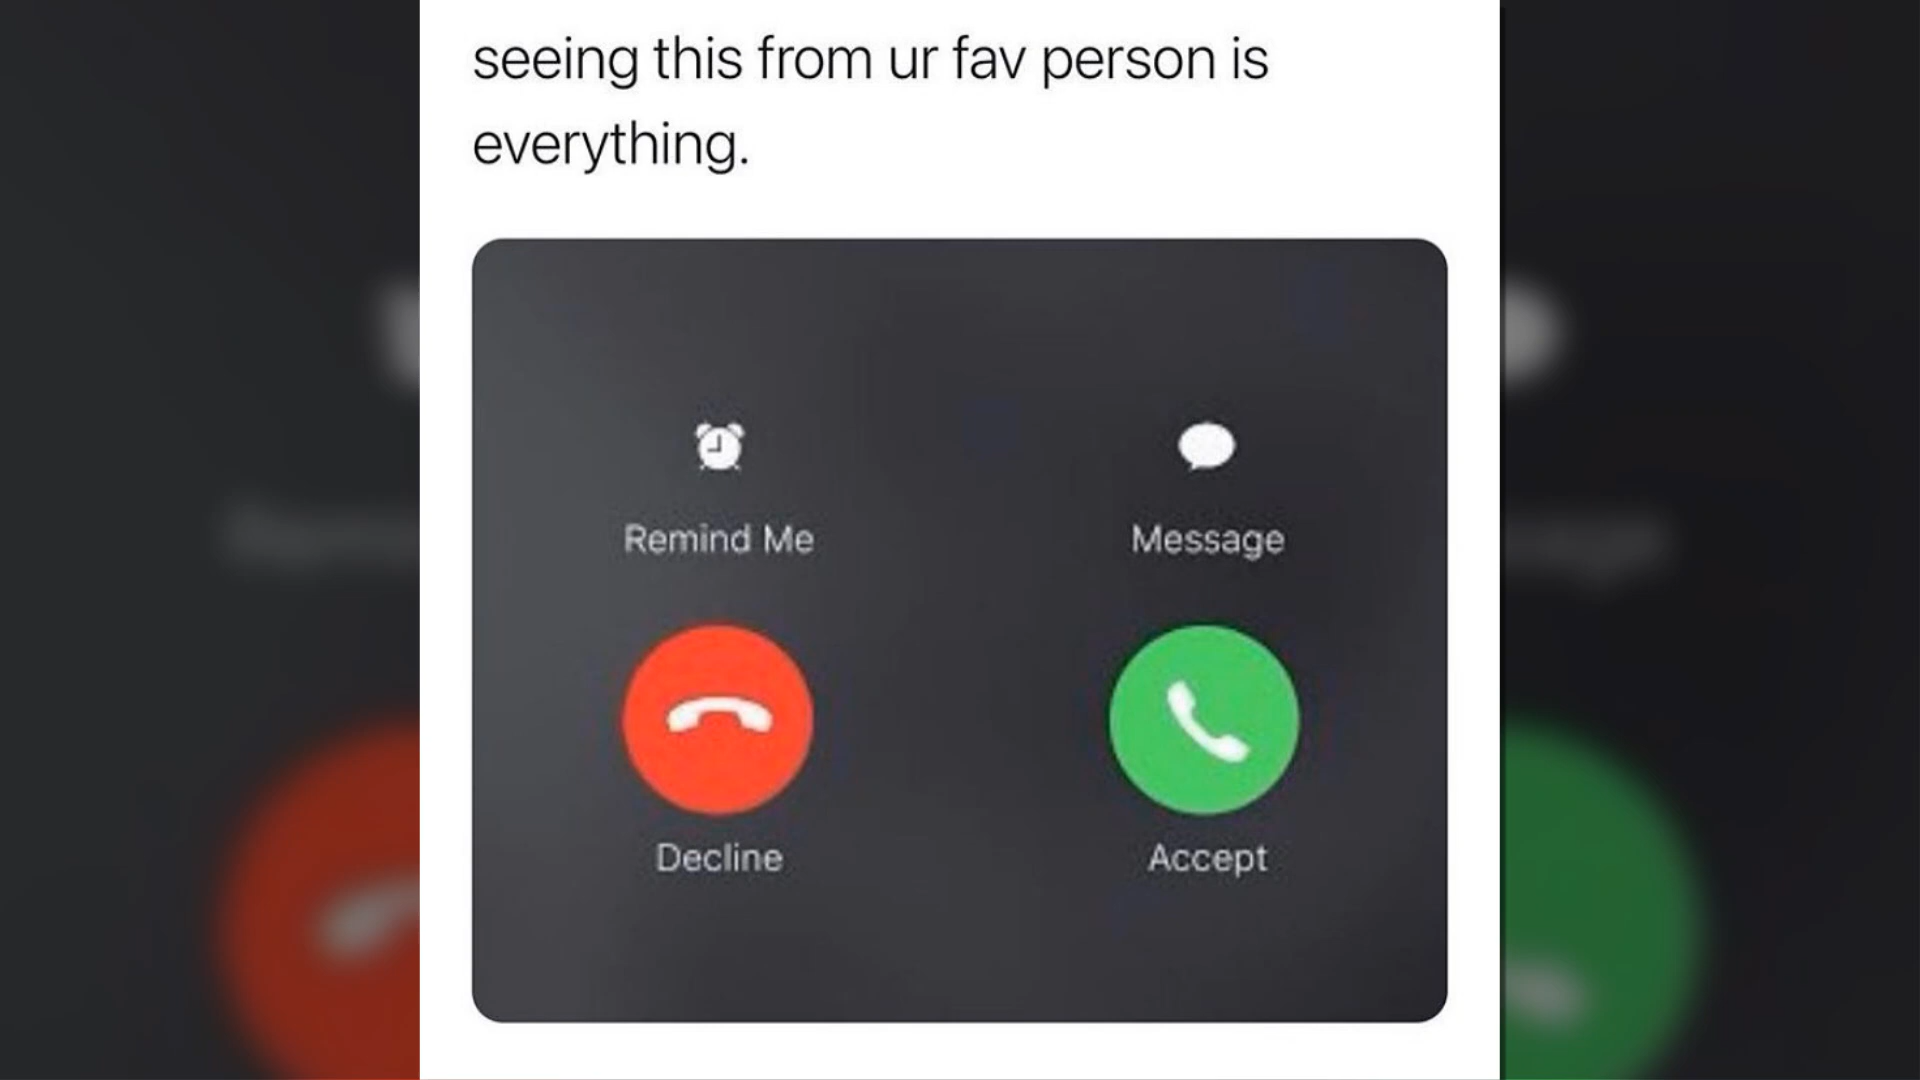 seeing this from ur fav person is
everything.
Remind Me
Message
Decline
Accept